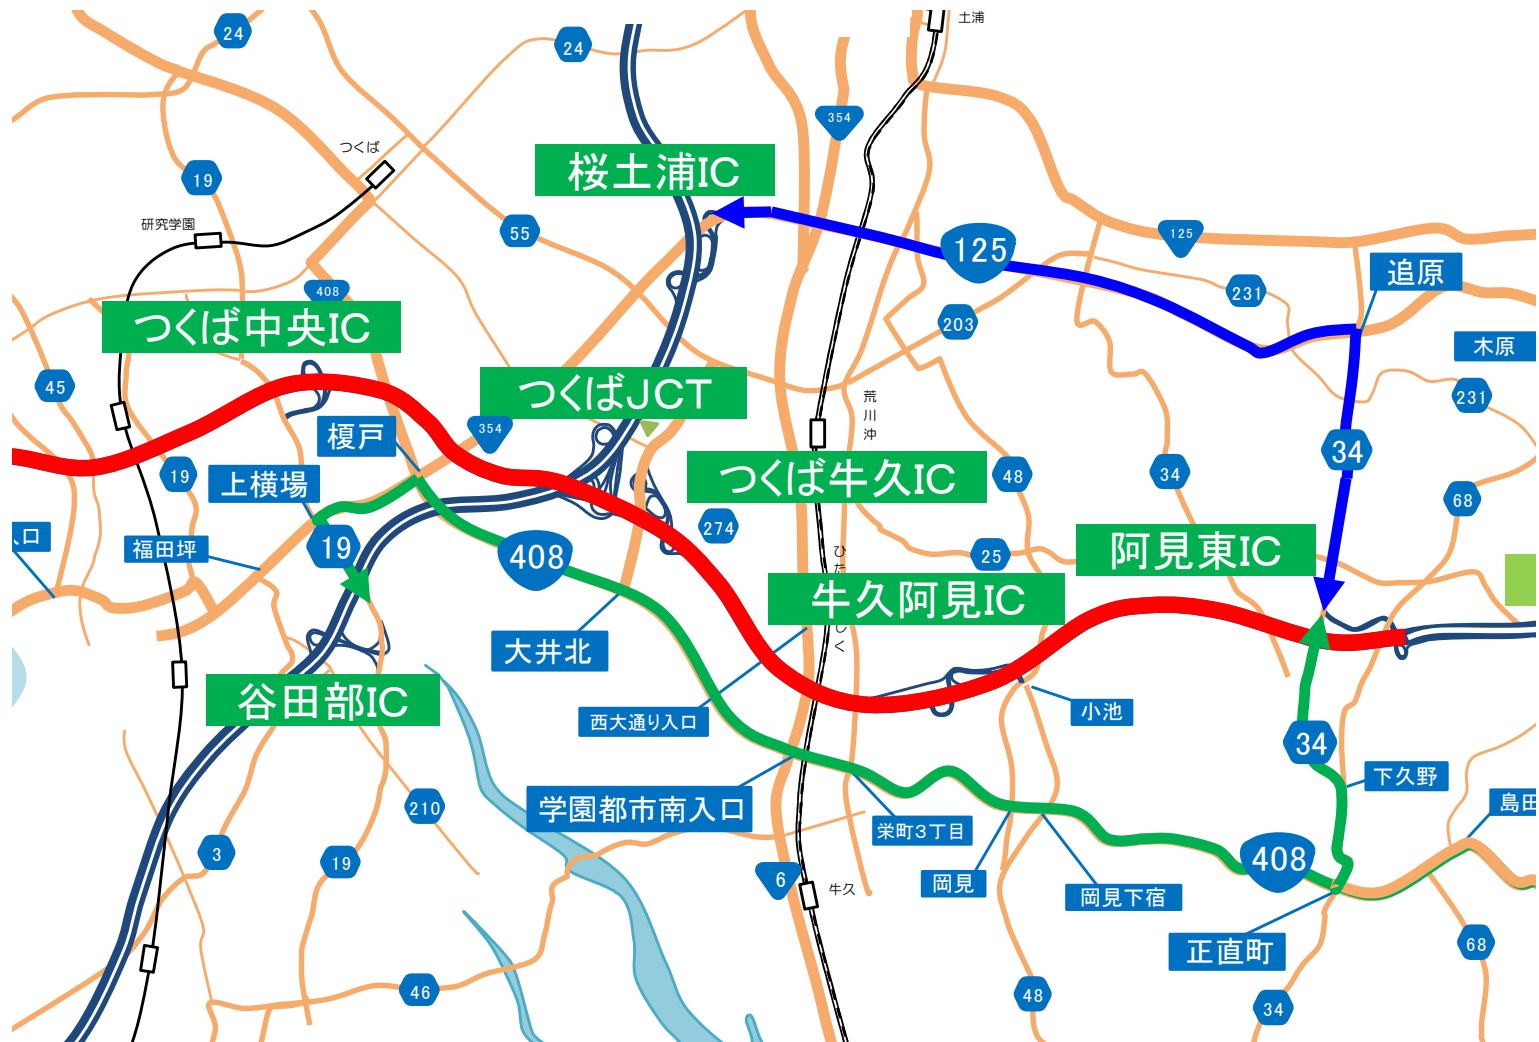 土浦
24
24
354
つくば
桜土浦IC
19
研究学園
55
125
125
追原
408
231
つくば中央IC
203
木原
45
つくばJCT
231
荒川沖
354
榎戸
34
上横場
つくば牛久IC
19
48
34
68
274
入口
福田坪
19
408
25
阿見東IC
ひた
しく
牛久阿見IC
大井北
谷田部IC
西大通り入口
小池
34
下久野
学園都市南入口
210
島田
栄町3丁目
3
19
408
6
牛久
岡見
岡見下宿
正直町
68
46
48
34